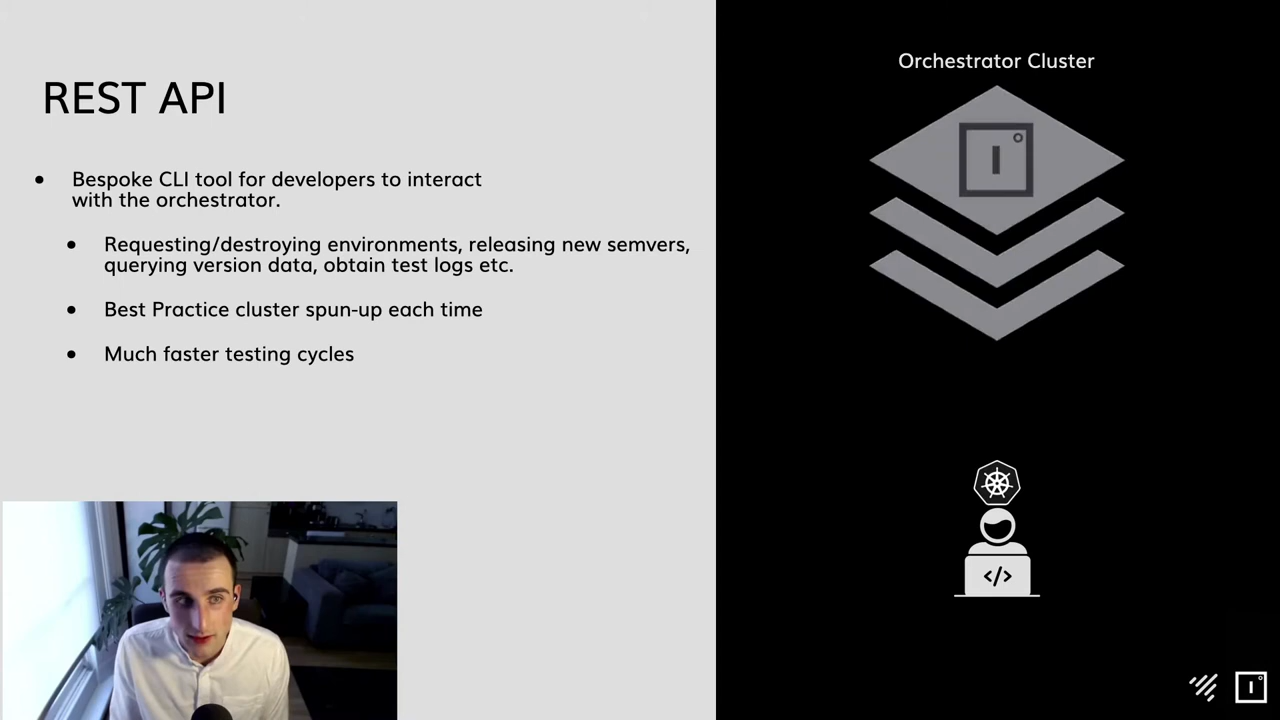 REST API
• Bespoke CLI tool for developers to interact
with the orchestrator.
• Requesting/destroying environments, releasing new semvers,
querying version data, obtain test logs etc.
• Best Practice cluster spun-up each time
• Much faster testing cycles
Orchestrator Cluster
I
</>
I